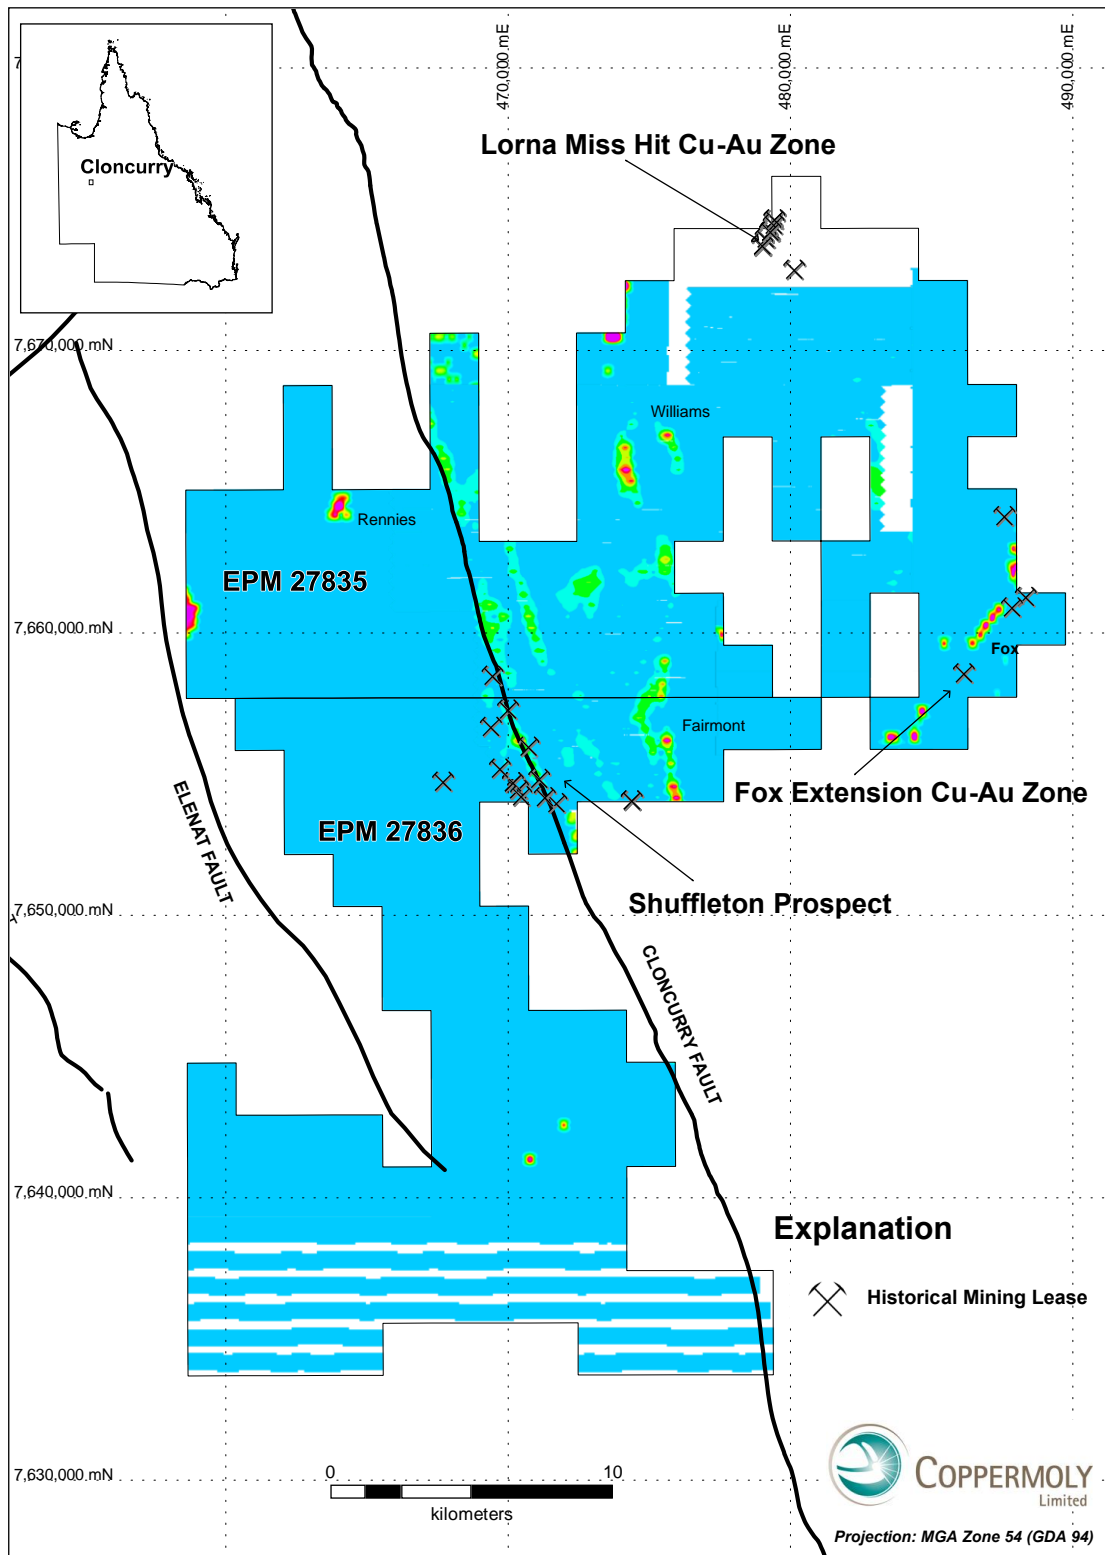 470,000.mE
480,000.mE
490,000.mE
7
Cloncurry
Lorna Miss Hit Cu-Au Zone
7,670,000.mN
Williams
Rennies
EPM 27835
7,660,000.mN
Fox
Fairmont
Fox Extension Cu-Au Zone
ELENAT FAULT
EPM 27836
Shuffleton Prospect
7,650,000.mN
CLONCURRY FAULT
7,640,000.mN
Explanation
Historical Mining Lease
7,630,000.mN
0 10
kilometers
COPPERMOLY
Limited
Projection: MGA Zone 54 (GDA 94)